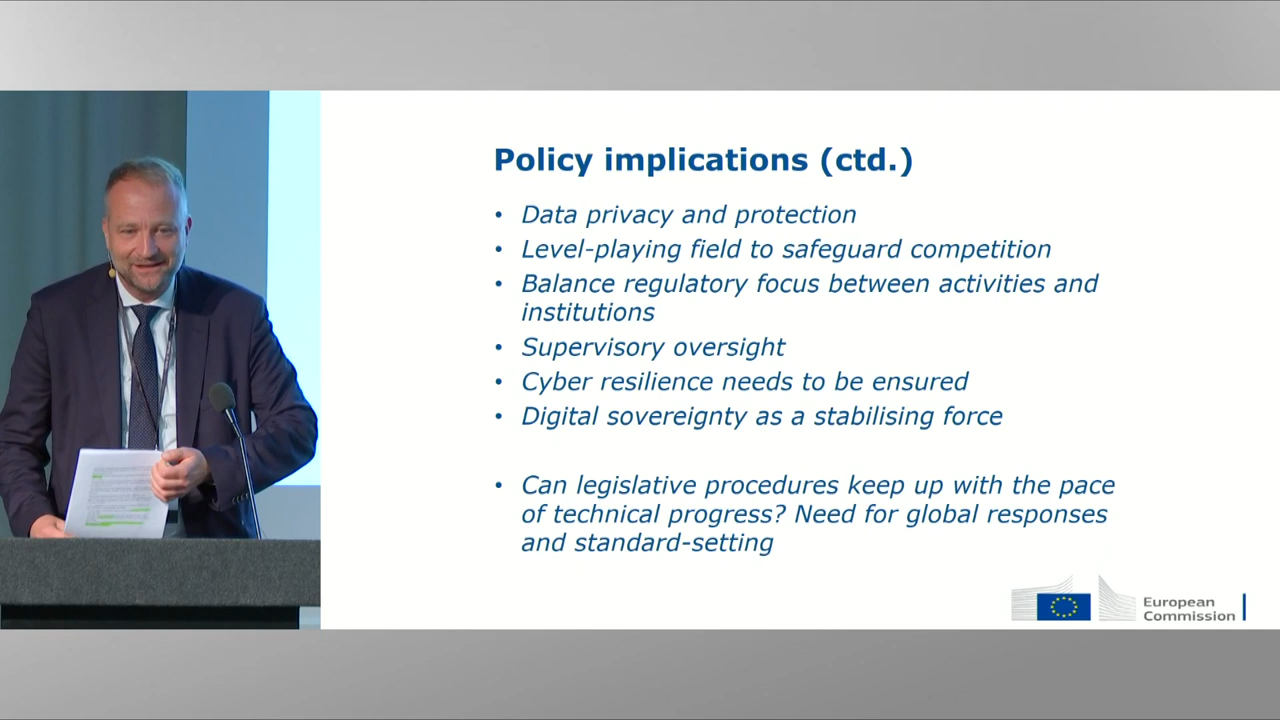 Policy implications (ctd.)
• Data privacy and protection
• Level-playing field to safeguard competition
• Balance regulatory focus between activities and
institutions
• Supervisory oversight
• Cyber resilience needs to be ensured
• Digital sovereignty as a stabilising force
• Can legislative procedures keep up with the pace
of technical progress? Need for global responses
and standard-setting
European
Commission